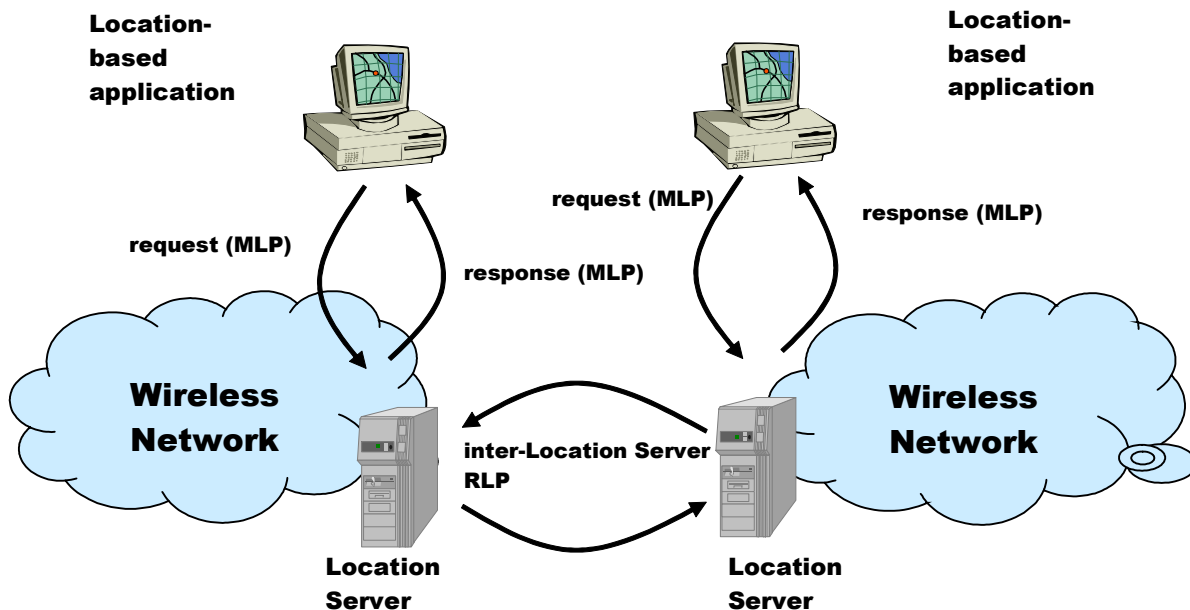 Location-
based
application
Location-
based
application
request (MLP)
response (MLP)
request (MLP)
response (MLP)
Wireless
Network
Wireless
Network
inter-Location Server
RLP
Location
Server
Location
Server